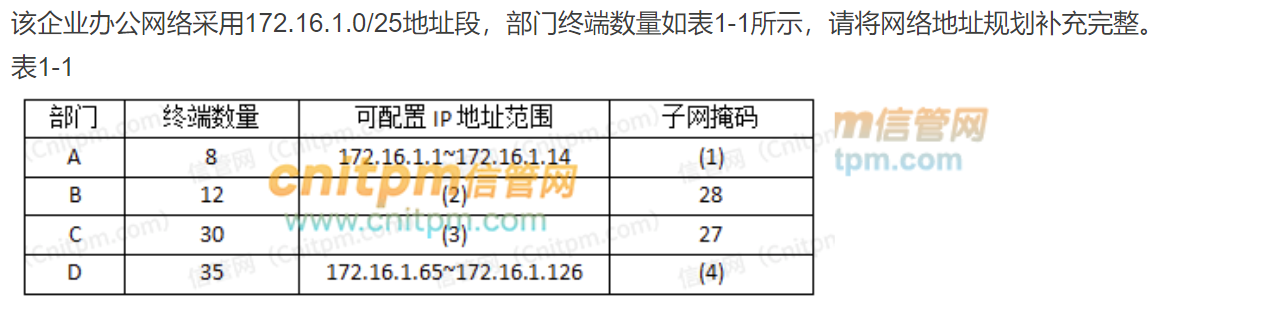 该企业办公网络采用172.16.1.0/25地址段，部门终端数量如表1-1所示，请将网络地址规划补充完整。
表1-1
部门 终端数量 可配置 IP 地址范围 子网掩码
A 8 172.16.1.1~172.16.1.14 (1)
B 12 (2) 28
C 30 (3) 27
D 35 172.16.1.65~172.16.1.126 (4)
cnitpm信管网
www.cnitpm.com
m信管网
tpm.com
信管网（Cnitpm.com）